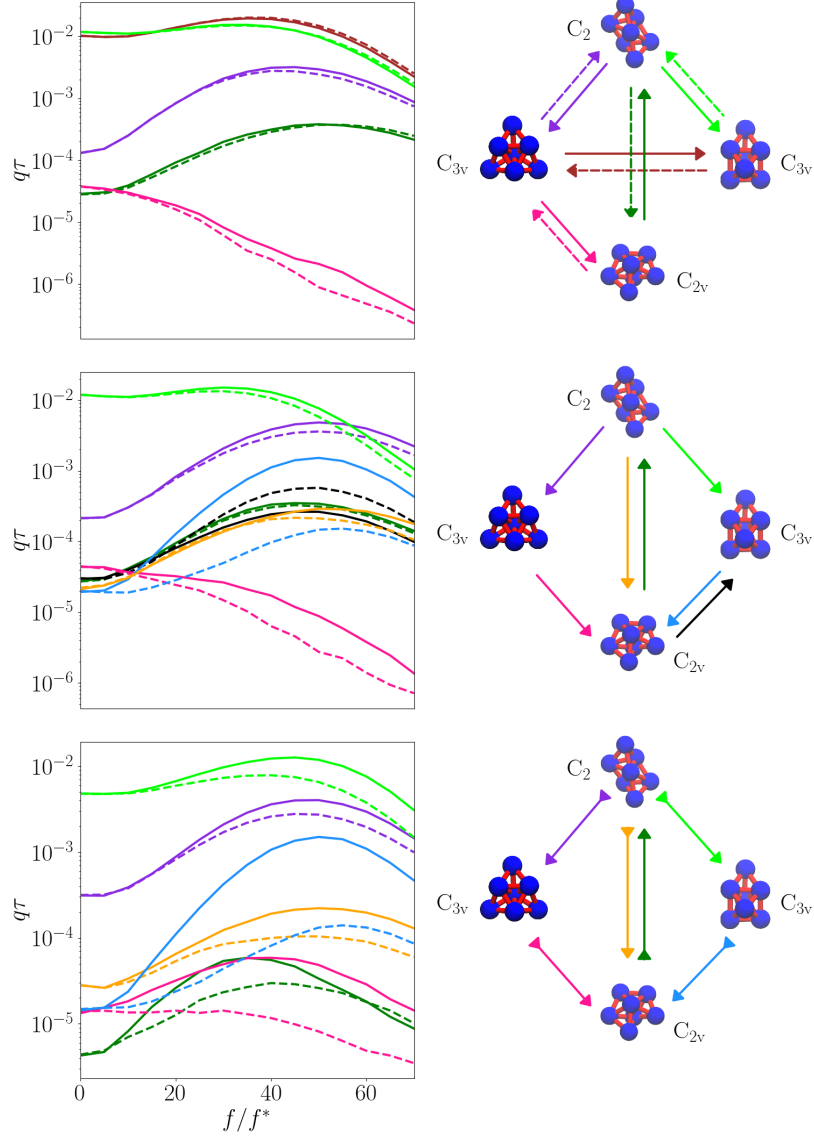 10⁻²
10⁻³
10⁻⁴
10⁻⁵
10⁻⁶
qτ
C₂
C₃ᵥ
C₃ᵥ
C₂ᵥ
10⁻²
10⁻³
10⁻⁴
10⁻⁵
10⁻⁶
qτ
C₂
C₃ᵥ
C₃ᵥ
C₂ᵥ
10⁻²
10⁻³
10⁻⁴
10⁻⁵
qτ
0
20
40
60
f/f*
C₂
C₃ᵥ
C₃ᵥ
C₂ᵥ